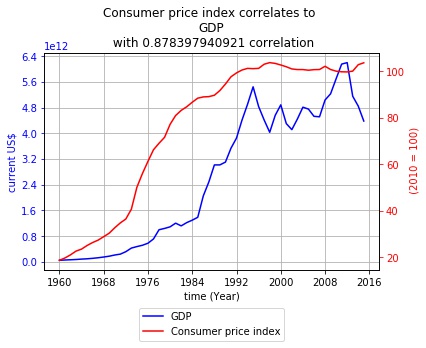 Consumer price index correlates to
GDP
with 0.878397940921 correlation
1e12
6.4
5.6
4.8
4.0
3.2
2.4
1.6
0.8
0.0
current US$
100
80
60
40
20
(2010 = 100)
1960 1968 1976 1984 1992 2000 2008 2016
time (Year)
GDP
Consumer price index